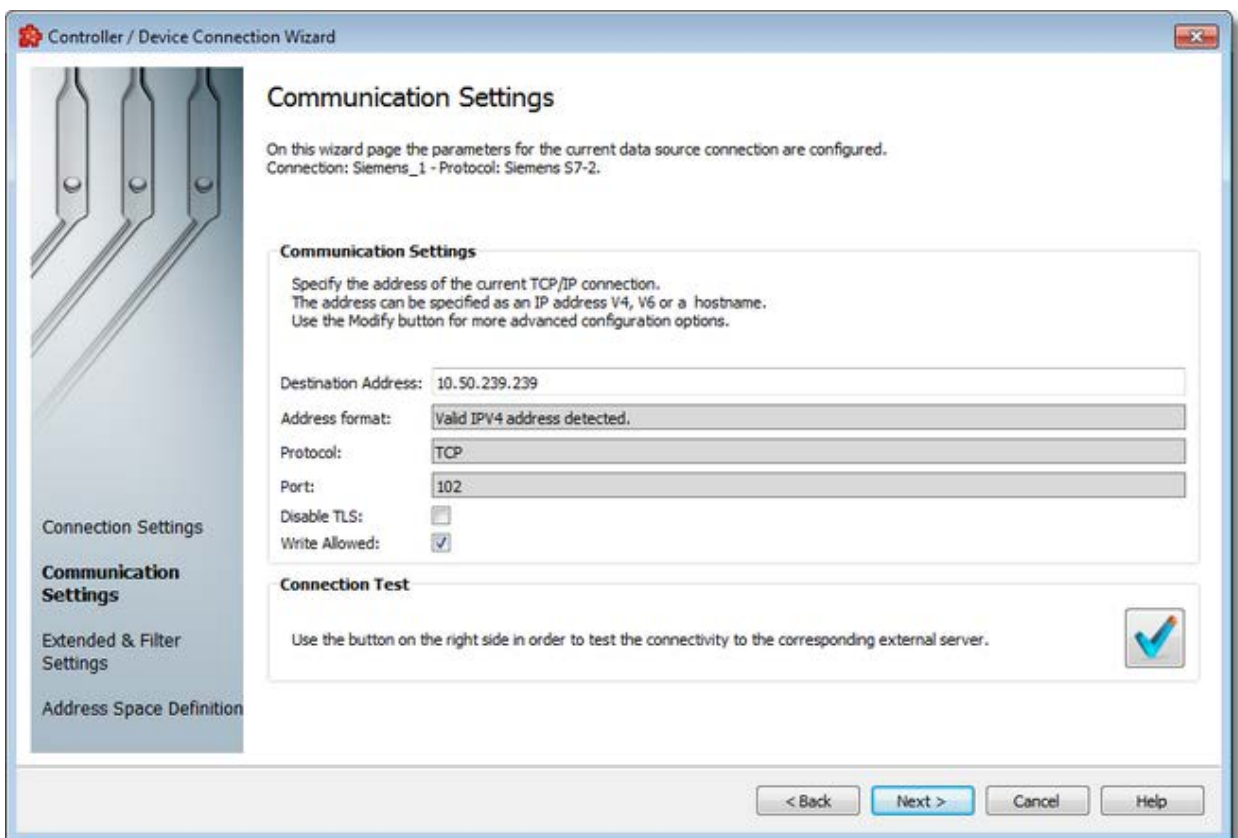 Controller / Device Connection Wizard
Communication Settings
On this wizard page the parameters for the current data source connection are configured.
Connection: Siemens_1 - Protocol: Siemens S7-2.
Communication Settings
Specify the address of the current TCP/IP connection.
The address can be specified as an IP address V4, V6 or a hostname.
Use the Modify button for more advanced configuration options.
Destination Address: 10.50.239.239
Address format: Valid IPV4 address detected.
Protocol: TCP
Port: 102
Disable TLS:
Write Allowed:
Connection Test
Use the button on the right side in order to test the connectivity to the corresponding external server.
Connection Settings
Communication
Settings
Extended & Filter
Settings
Address Space Definition
< Back
Next >
Cancel
Help